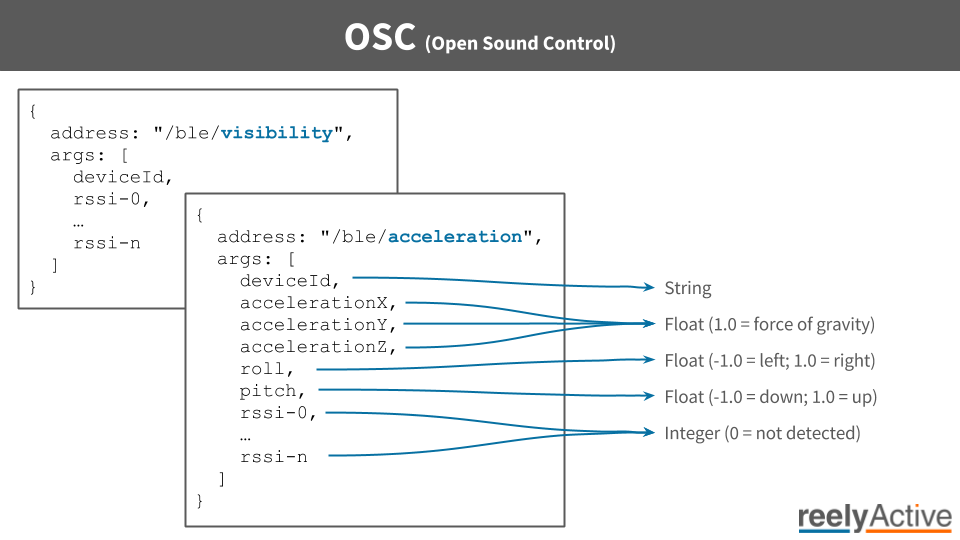 OSC (Open Sound Control)
{
address: "/ble/visibility",
args: [
deviceId,
rssi-0,
…
rssi-n
]
}
{
address: "/ble/acceleration",
args: [
deviceId,
accelerationX,
accelerationY,
accelerationZ,
roll,
pitch,
rssi-0,
…
rssi-n
]
}
String
Float (1.0 = force of gravity)
Float (-1.0 = left; 1.0 = right)
Float (-1.0 = down; 1.0 = up)
Integer (0 = not detected)
reelyActive